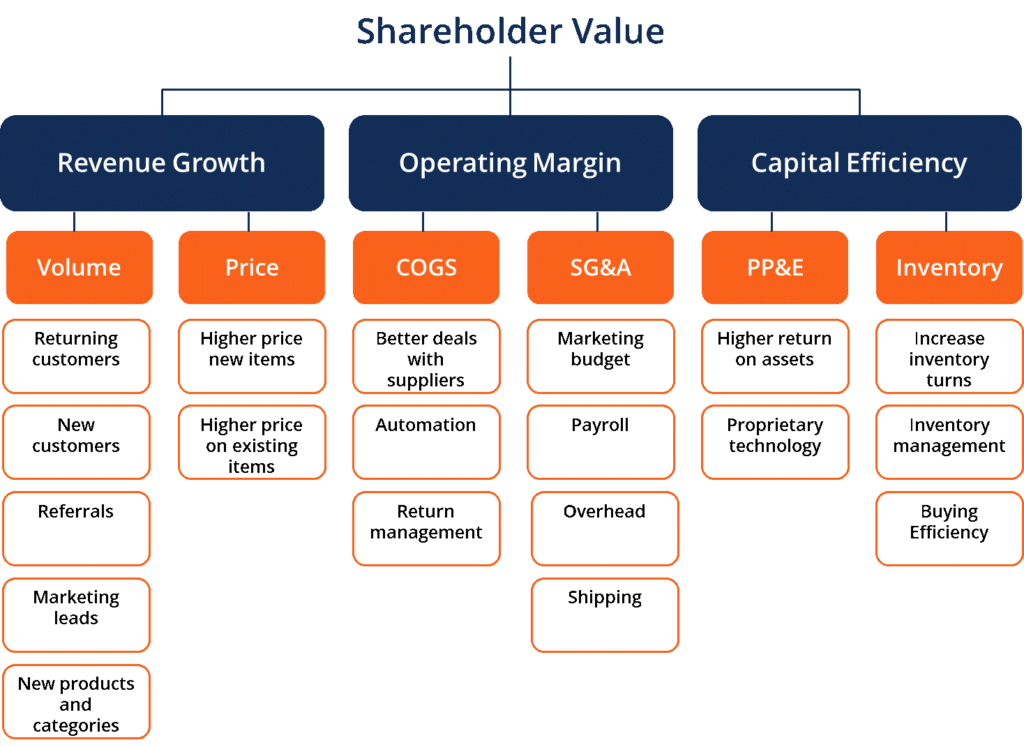 Shareholder Value
Revenue Growth
Operating Margin
Capital Efficiency
Volume
Price
COGS
SG&A
PP&E
Inventory
Returning
customers
New
customers
Referrals
Marketing
leads
New products
and
categories
Higher price
new items
Higher price
on existing
items
Better deals
with
suppliers
Automation
Return
management
Marketing
budget
Payroll
Overhead
Shipping
Higher return
on assets
Proprietary
technology
Increase
inventory
turns
Inventory
management
Buying
Efficiency